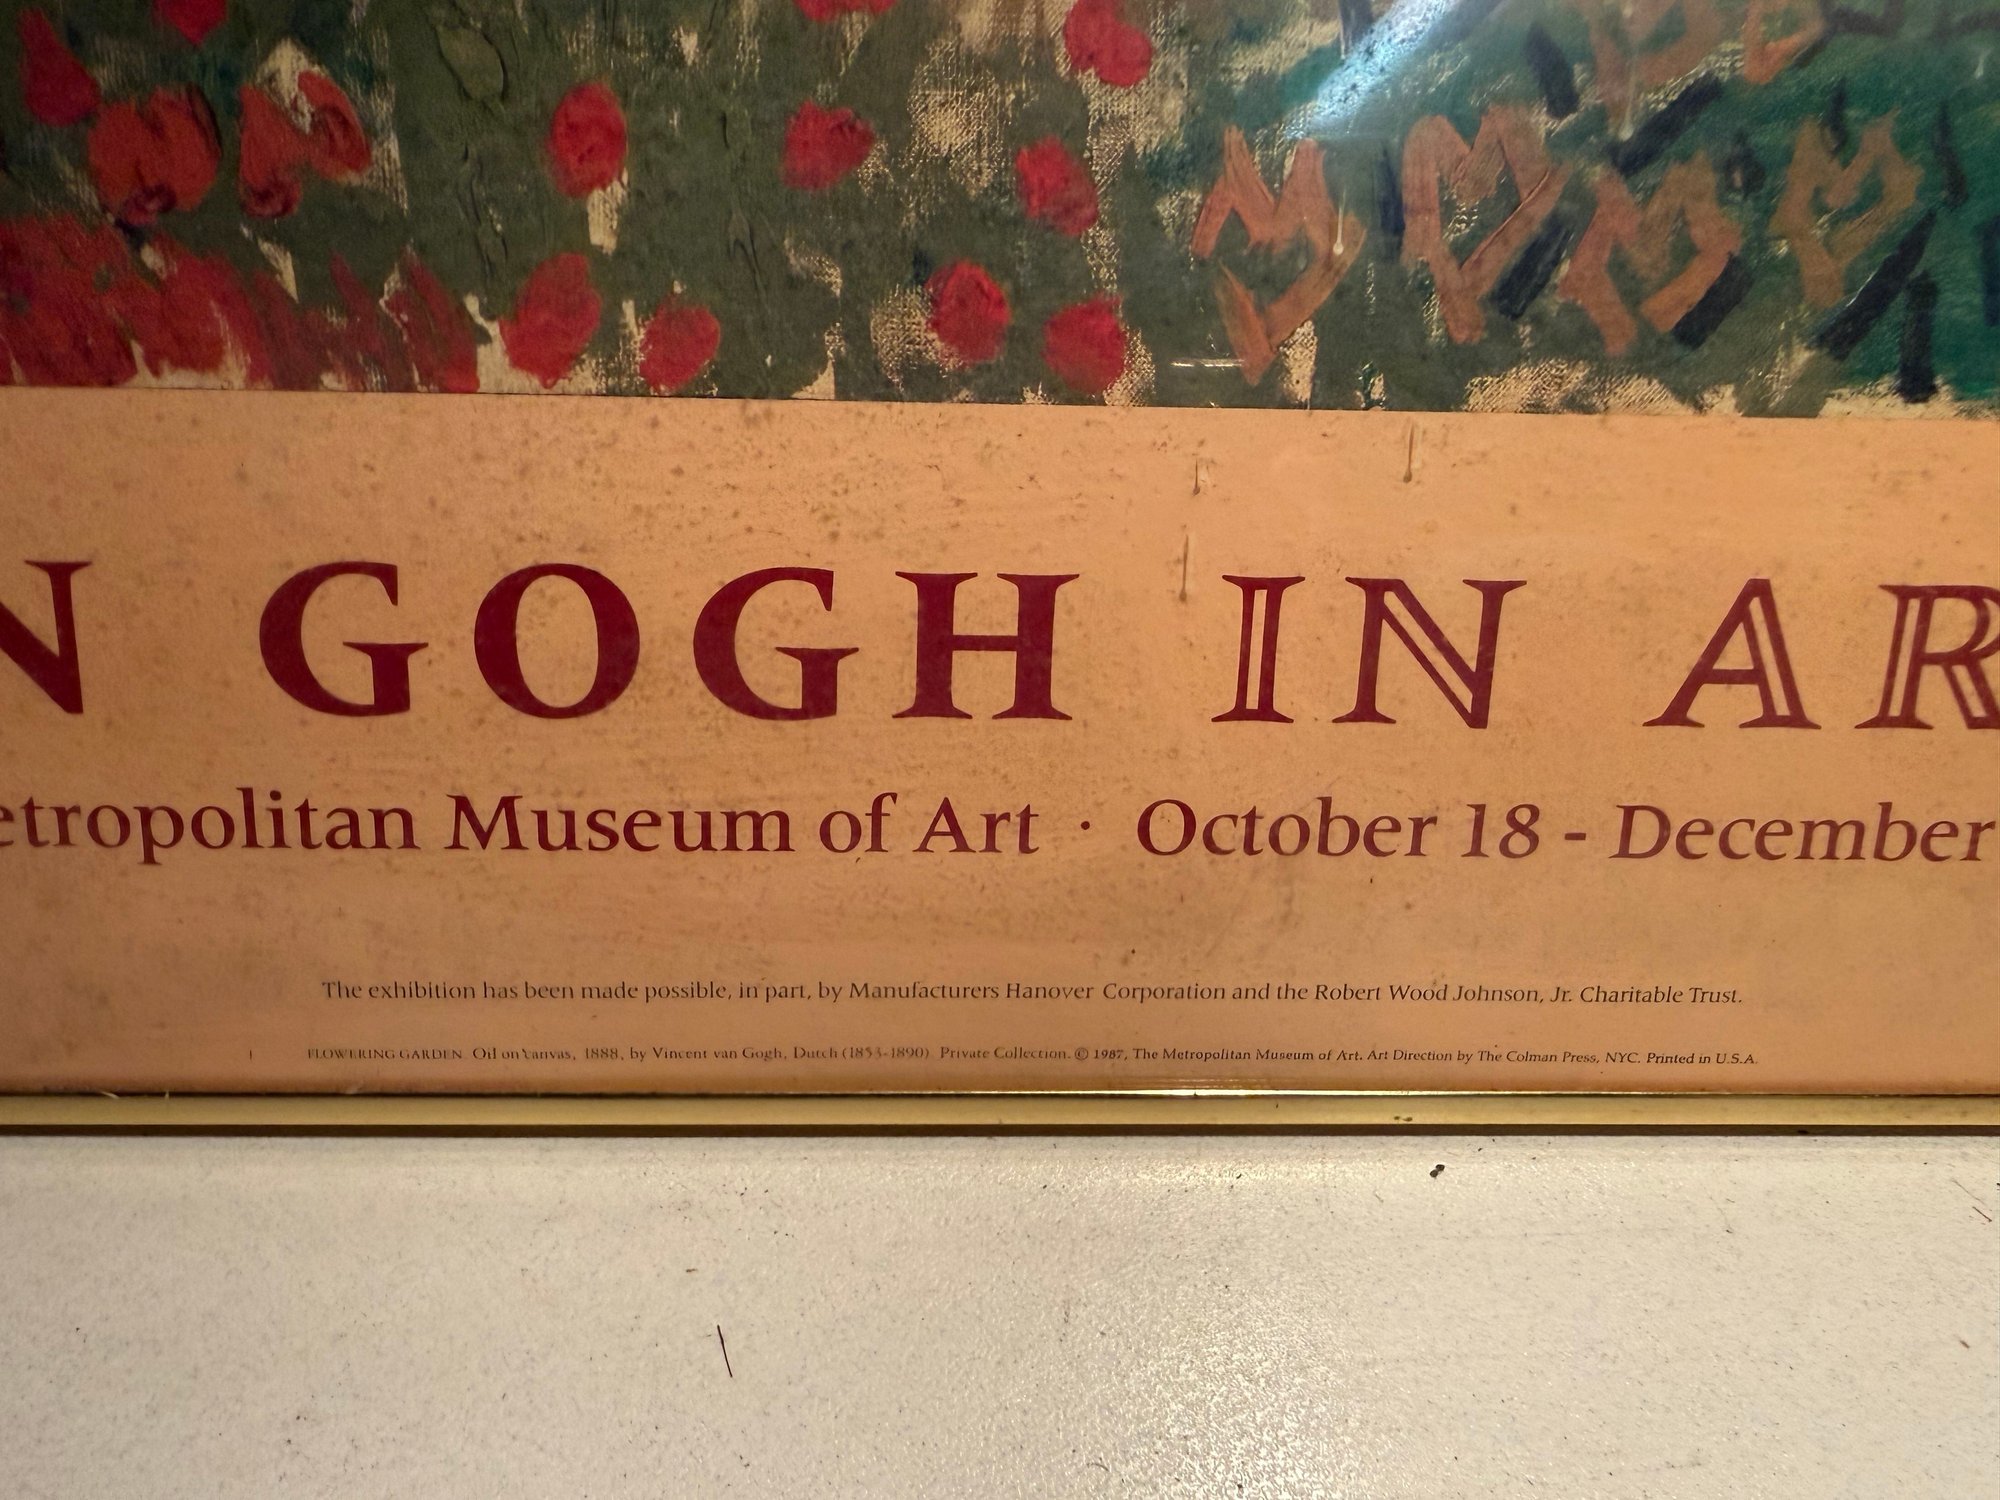 N GOGH IN AR
etropolitan Museum of Art · October 18 - December
The exhibition has been made possible, in part, by Manufacturers Hanover Corporation and the Robert Wood Johnson, Jr. Charitable Trust.
FLOWERING GARDEN. Oil on canvas, 1888, by Vincent van Gogh, Dutch (1853-1890). Private Collection. © 1987, The Metropolitan Museum of Art. Art Direction by The Colman Press, NYC. Printed in U.S.A.